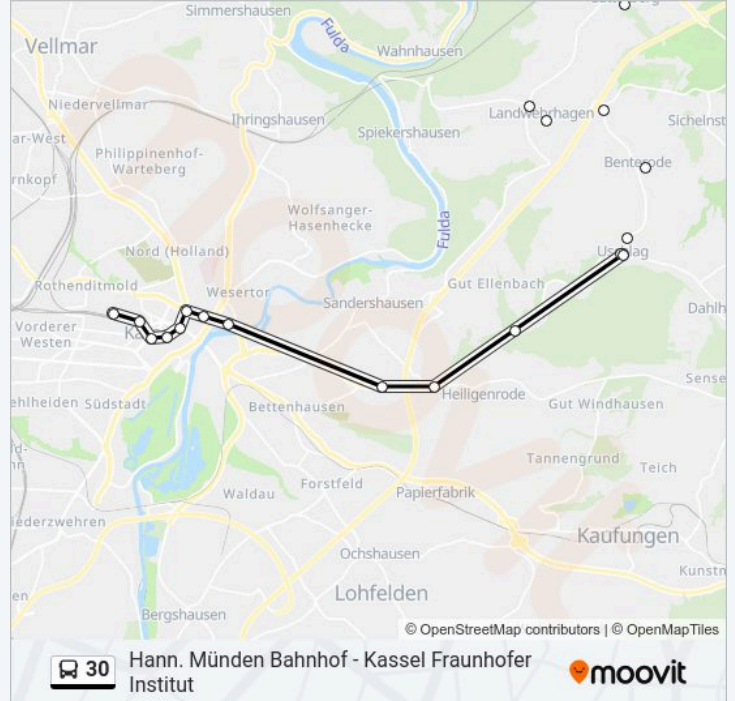 Simmershausen
Vellmar
Fulda
Wahnhausen
Niedervellmar
Landwehrhagen
Ihringshausen
Sichelnst
ar-West
Spiekershausen
Philippinenhof-
Warteberg
Benterode
rnkopf
Wolfsanger-
Hasenhecke
Fulda
Nord (Holland)
Gut Ellenbach
Rothenditmold
Wesertor
Sandershausen
Dahlh
Vorderer
Westen
Heiligenrode
Sense
ehlheiden
Südstadt
Bettenhausen
Gut Windhausen
Tannengrund
Teich
Forstfeld
Waldau
Papierfabrik
iederzwehren
Kaufungen
Ochshausen
Kunstm
en
Lohfelden
Bergshausen
© OpenStreetMap contributors | © OpenMapTiles
30
Hann. Münden Bahnhof - Kassel Fraunhofer
Institut
moovit